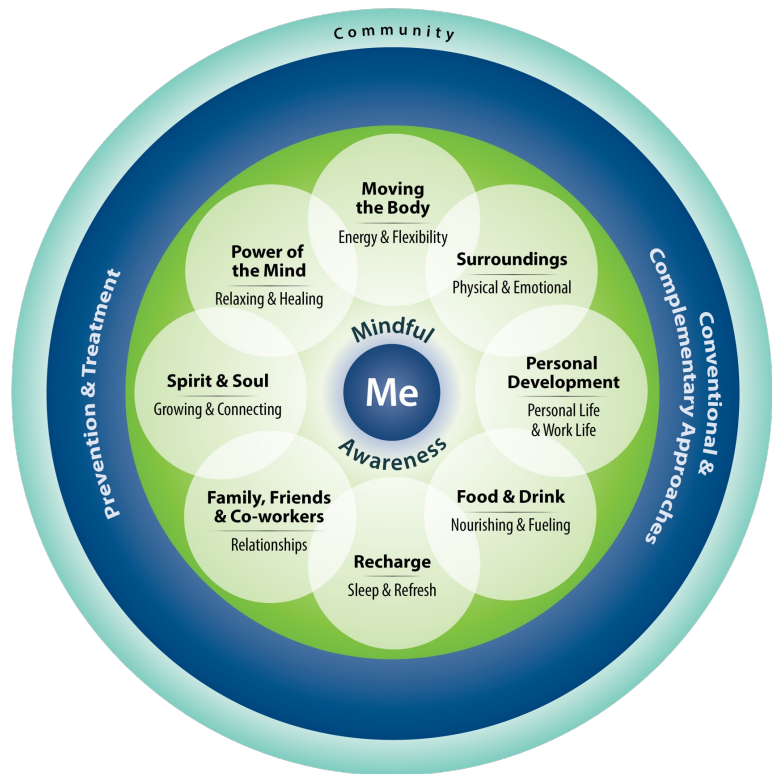 Community
Prevention & Treatment
Conventional &
Complementary Approaches
Moving
the Body
Energy & Flexibility
Surroundings
Physical & Emotional
Personal
Development
Personal Life
& Work Life
Food & Drink
Nourishing & Fueling
Recharge
Sleep & Refresh
Family, Friends
& Co-workers
Relationships
Spirit & Soul
Growing & Connecting
Power of
the Mind
Relaxing & Healing
Mindful
Me
Awareness